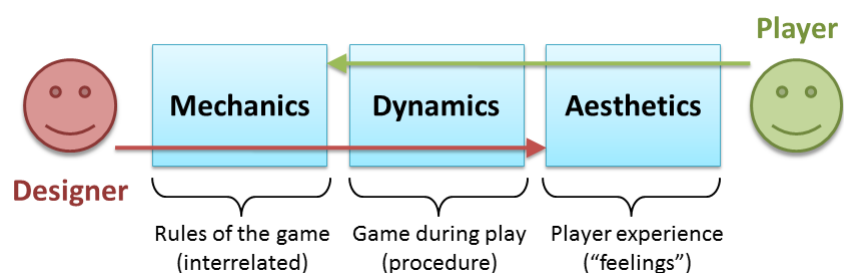 Player
Mechanics
Dynamics
Aesthetics
Designer
Rules of the game
(interrelated)
Game during play
(procedure)
Player experience
(“feelings”)